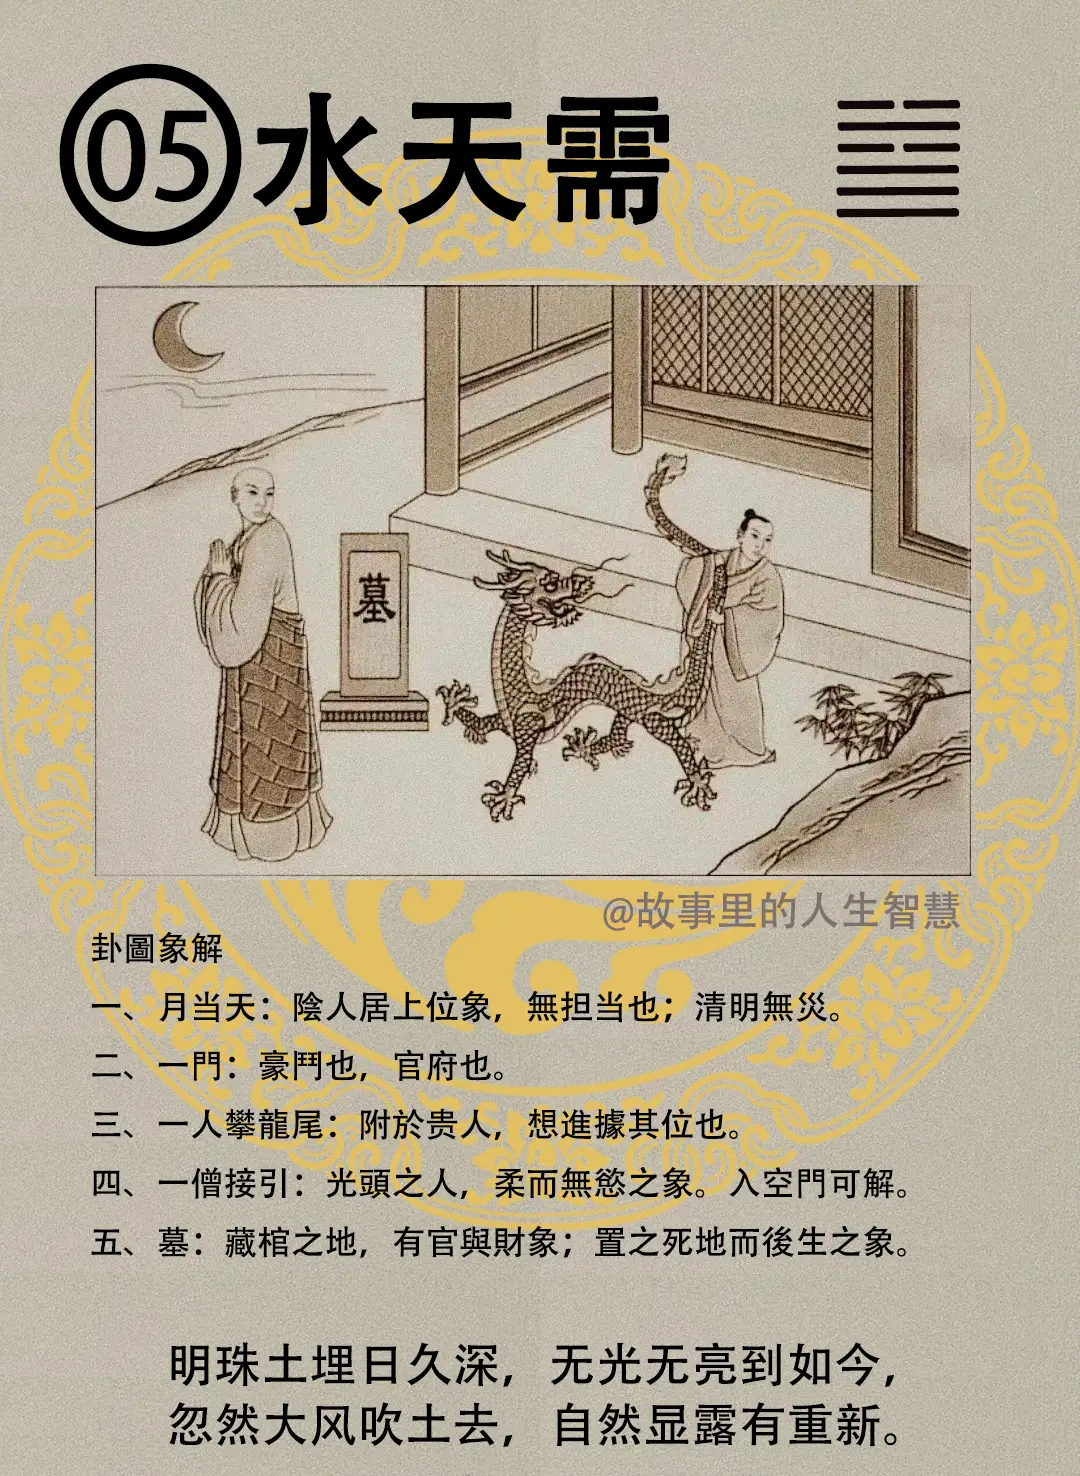 05 水天需
墓
@故事里的人生智慧
卦圖象解
一、月当天：陰人居上位象，無担当也；清明無災。
二、一門：豪鬥也，官府也。
三、一人攀龍尾：附於贵人，想進據其位也。
四、一僧接引：光頭之人，柔而無慾之象。入空門可解。
五、墓：藏棺之地，有官與財象；置之死地而後生之象。
明珠土埋日久深，无光无亮到如今，
忽然大风吹土去，自然显露有重新。